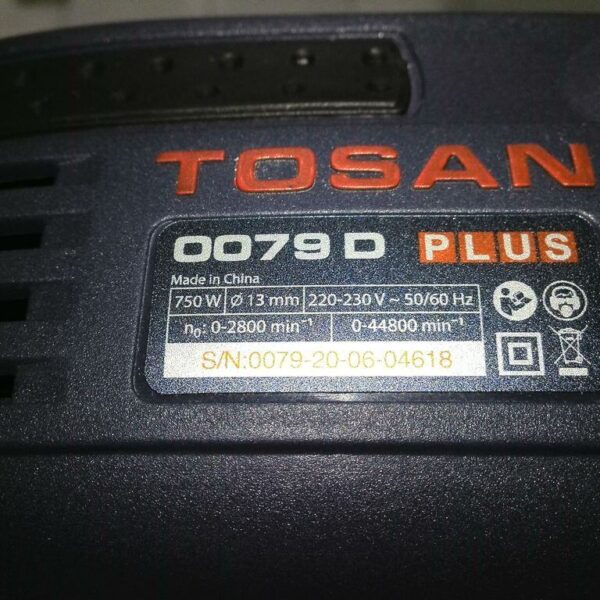 TOSAN
0079 D PLUS
Made in China
750 W Ø 13 mm 220-230 V ~ 50/60 Hz
n₀: 0-2800 min⁻¹ 0-44800 min⁻¹
S/N:0079-20-06-04618